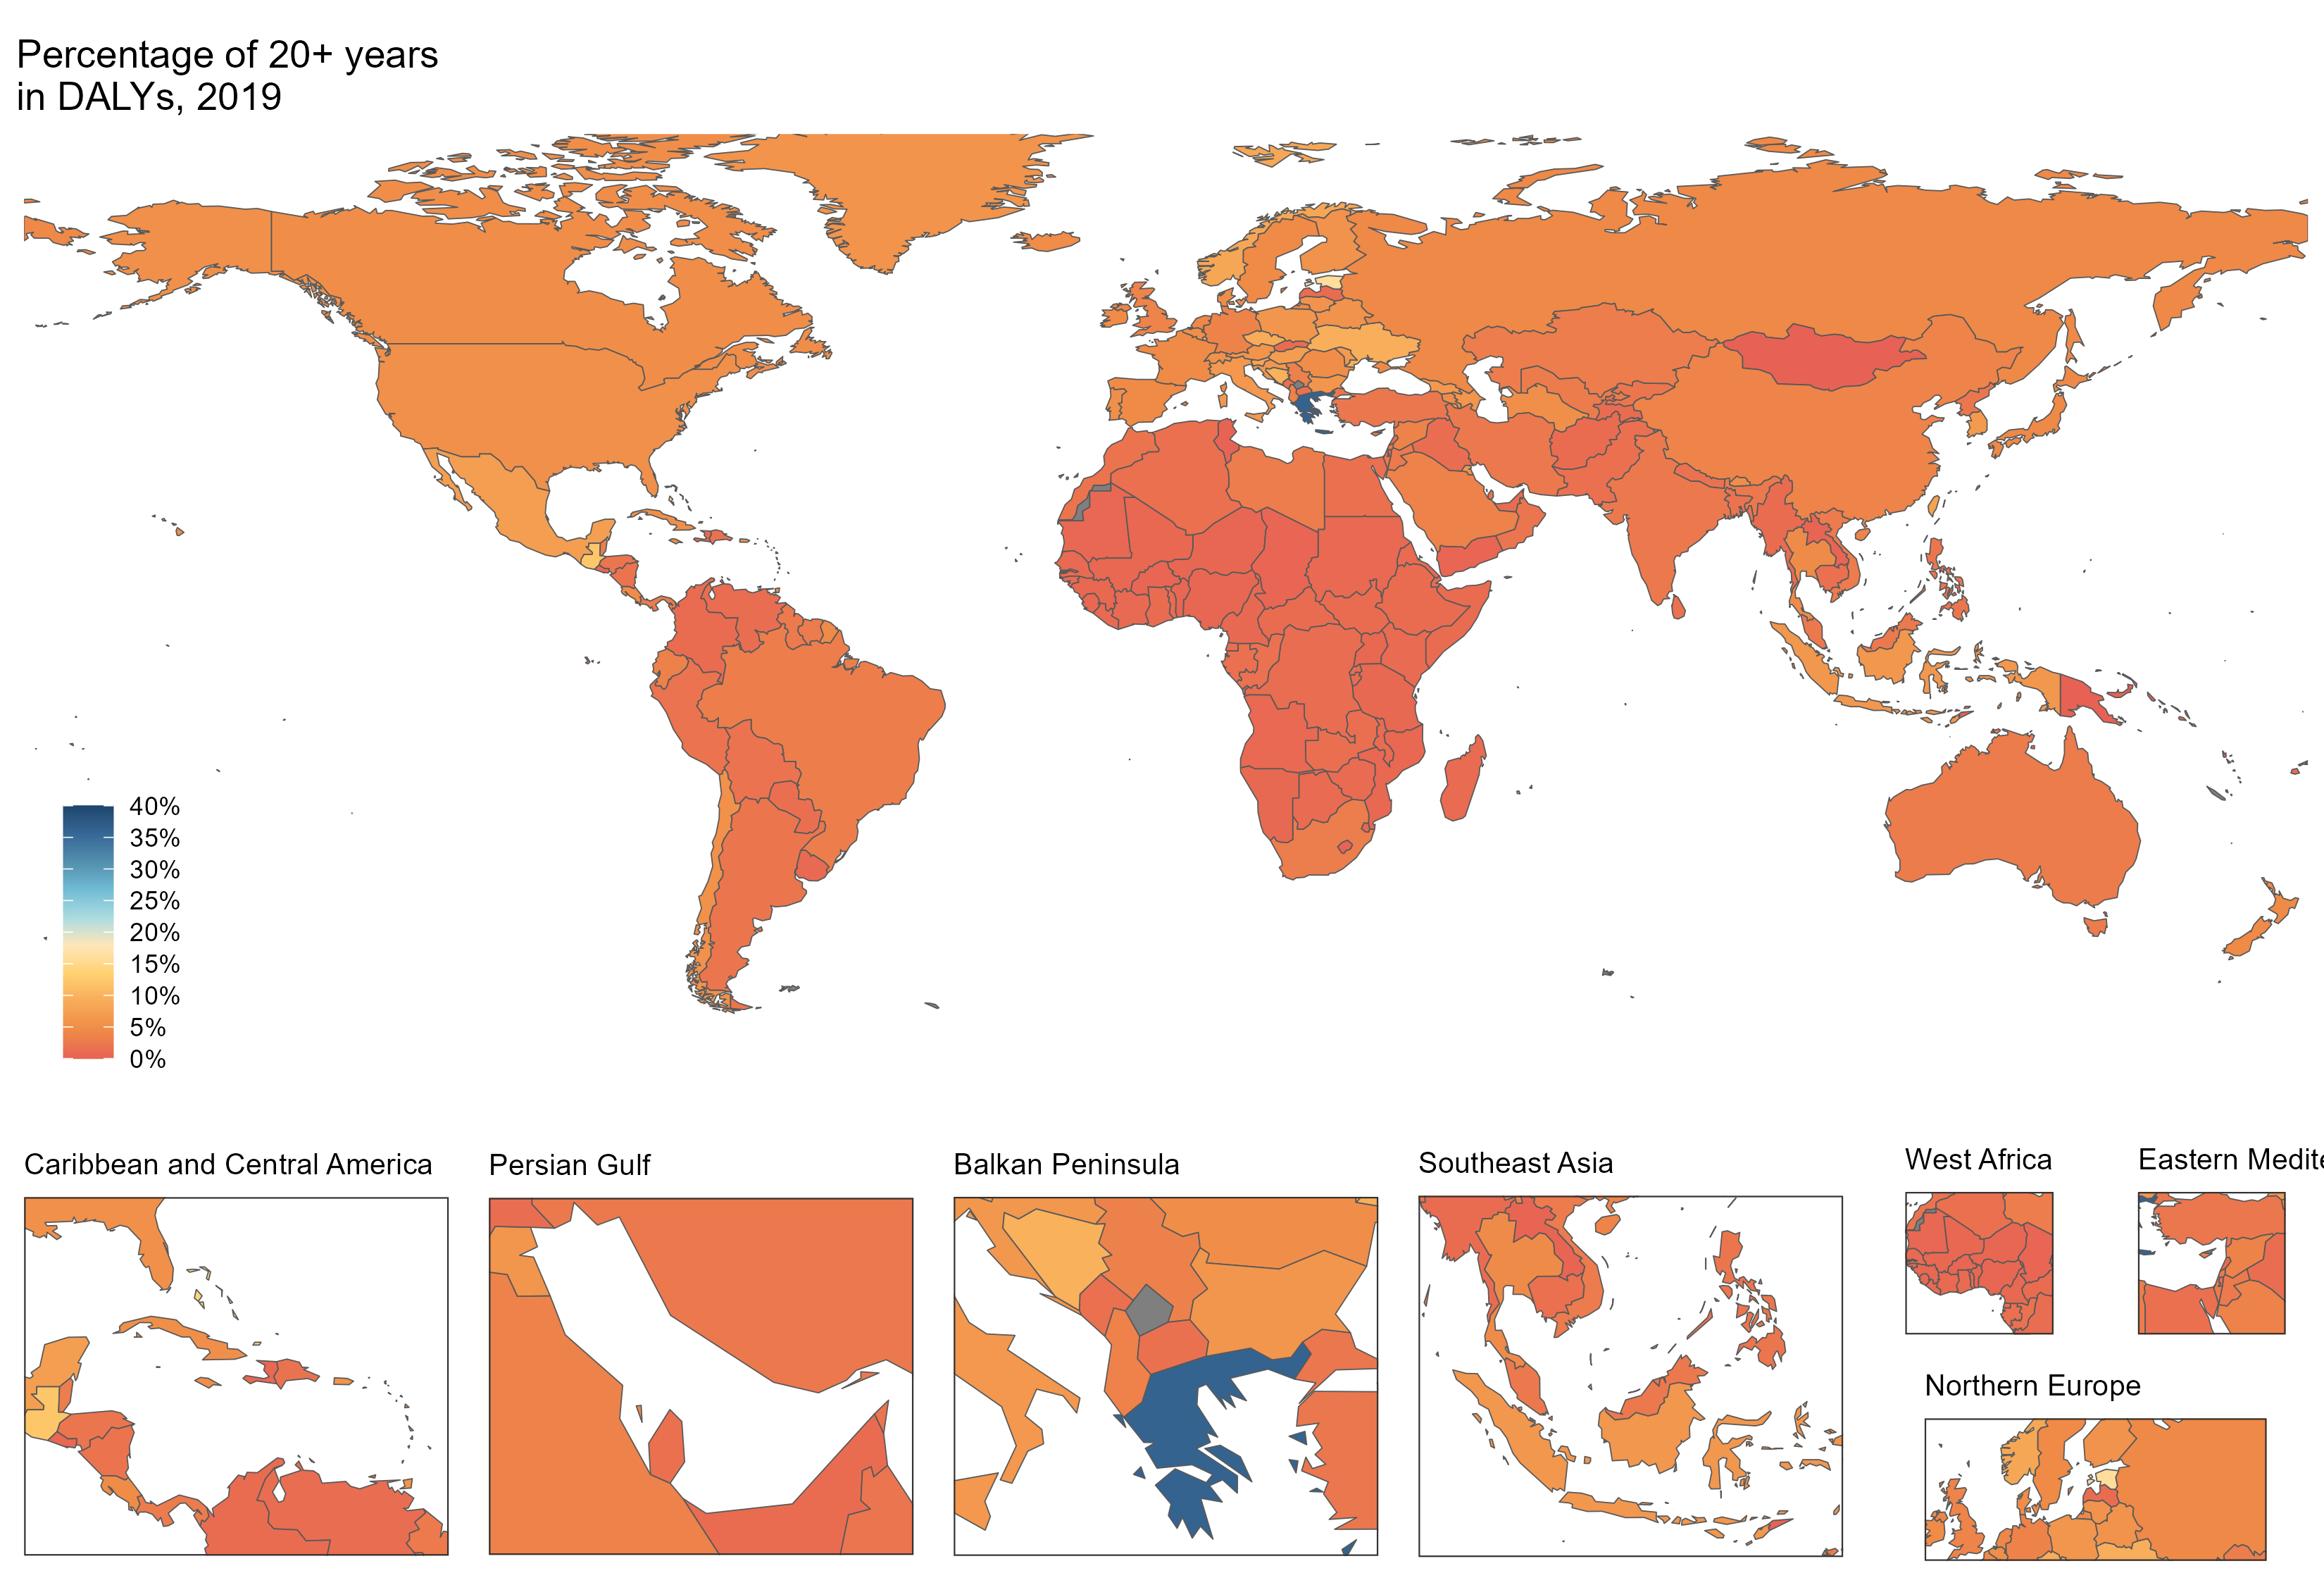 Percentage of 20+ years
in DALYs, 2019
40%
35%
30%
25%
20%
15%
10%
5%
0%
Caribbean and Central America
Persian Gulf
Balkan Peninsula
Southeast Asia
West Africa
Eastern Medite
Northern Europe